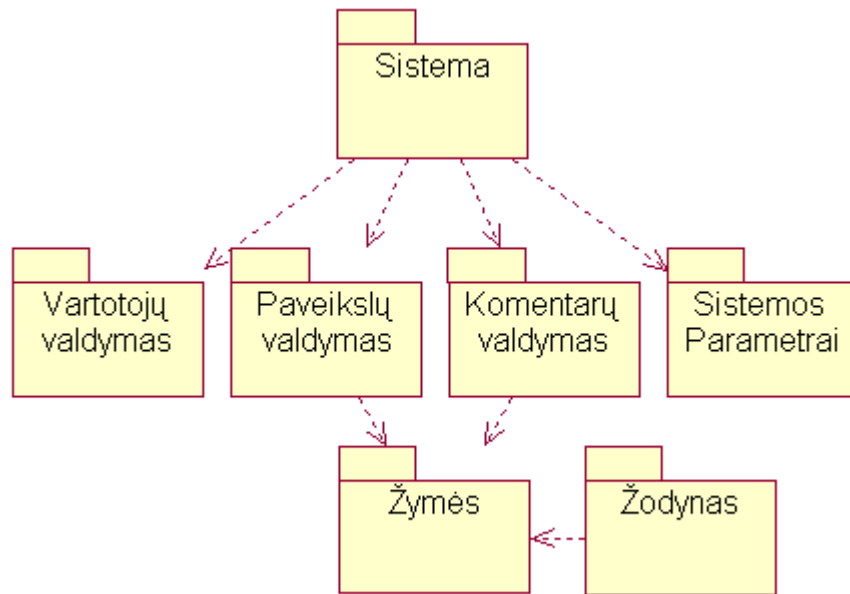 Sistema
Vartotojų
valdymas
Paveikslų
valdymas
Komentarų
valdymas
Sistemos
Parametrai
Žymės
Žodynas